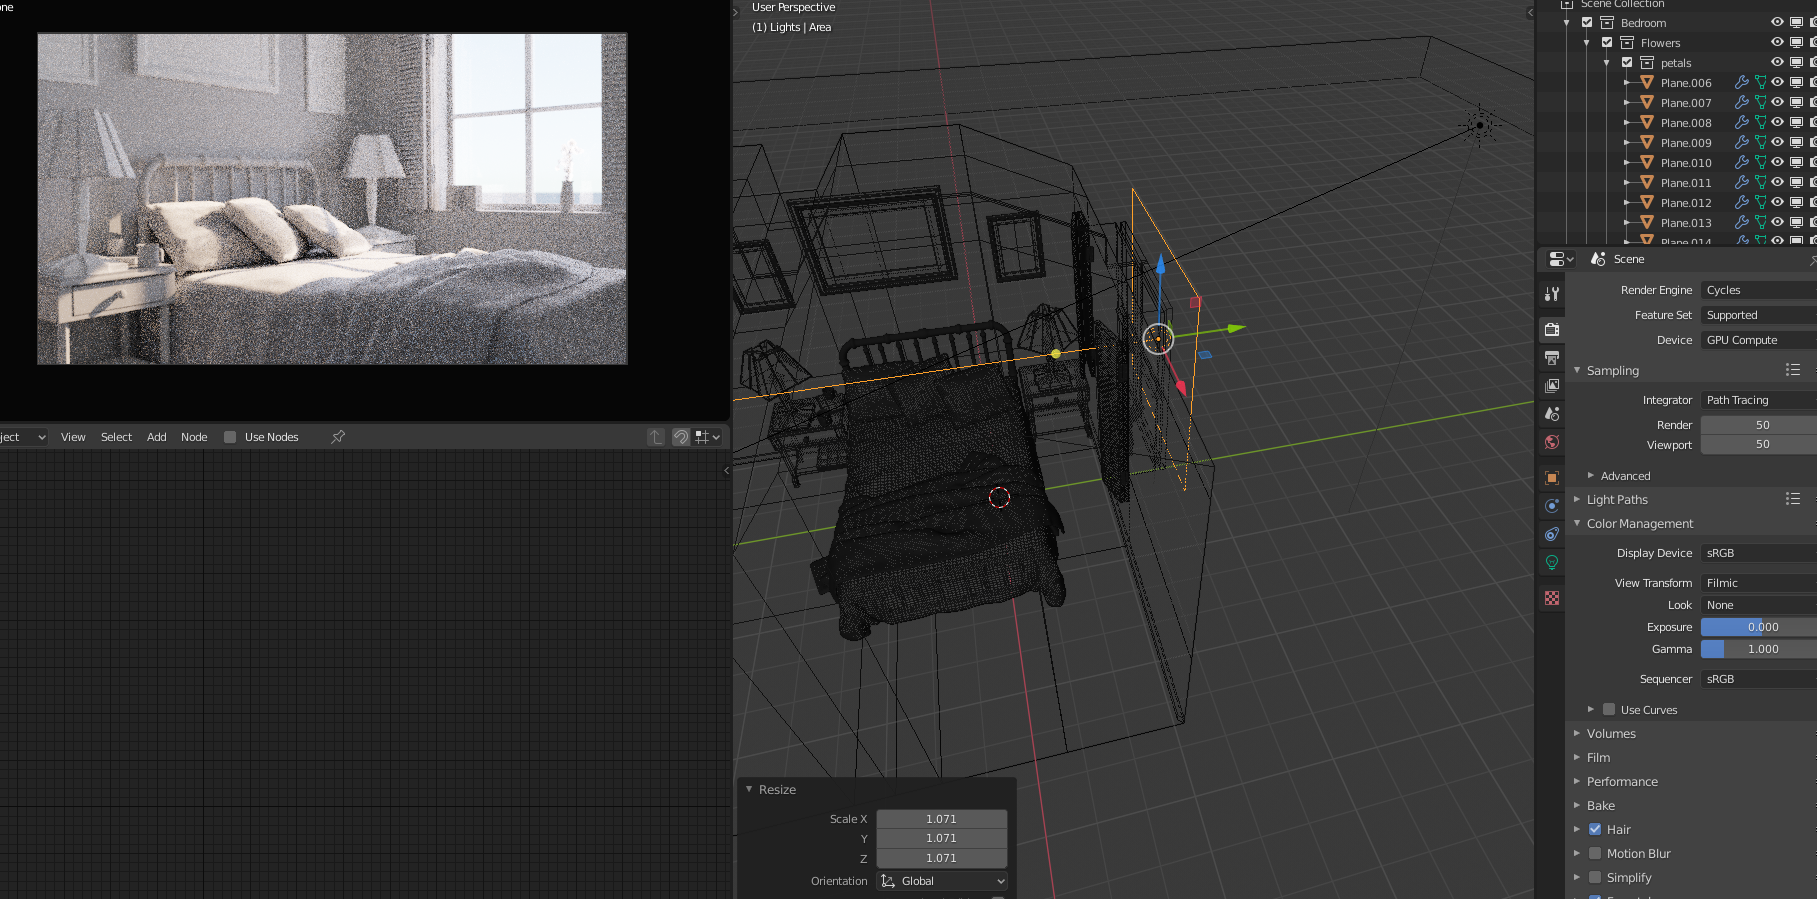 one
User Perspective
(1) Lights | Area
ject
View
Select
Add
Node
Use Nodes
Resize
Scale X
1.071
Y
1.071
Z
1.071
Orientation
Global
Scene Collection
Bedroom
Flowers
petals
Plane.006
Plane.007
Plane.008
Plane.009
Plane.010
Plane.011
Plane.012
Plane.013
Plane.014
Scene
Render Engine
Cycles
Feature Set
Supported
Device
GPU Compute
Sampling
Integrator
Path Tracing
Render
50
Viewport
50
Advanced
Light Paths
Color Management
Display Device
sRGB
View Transform
Filmic
Look
None
Exposure
0.000
Gamma
1.000
Sequencer
sRGB
Use Curves
Volumes
Film
Performance
Bake
Hair
Motion Blur
Simplify